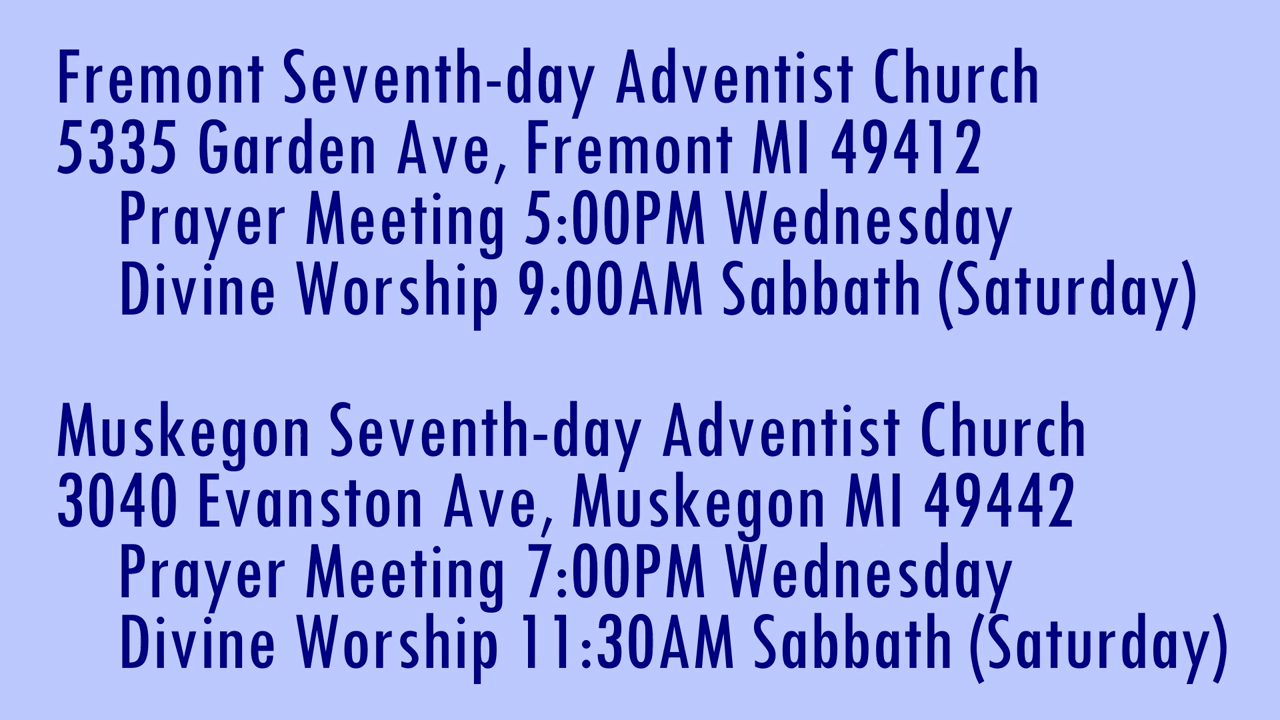 Fremont Seventh-day Adventist Church
5335 Garden Ave, Fremont MI 49412
Prayer Meeting 5:00PM Wednesday
Divine Worship 9:00AM Sabbath (Saturday)
Muskegon Seventh-day Adventist Church
3040 Evanston Ave, Muskegon MI 49442
Prayer Meeting 7:00PM Wednesday
Divine Worship 11:30AM Sabbath (Saturday)